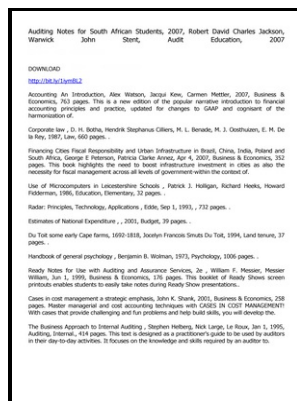 Auditing Notes for South African Students, 2007, Robert David Charles Jackson,
Warwick John Stent, Audit Education, 2007
DOWNLOAD
http://bit.ly/1iymBL2
Accounting An Introduction, Alex Watson, Jacqui Kew, Carmen Mettler, 2007, Business &
Economics, 763 pages. This is a new edition of the popular narrative introduction to financial
accounting principles and practice, updated for changes to GAAP and cognisant of the
harmonization of.
Corporate law , D. H. Botha, Hendrik Stephanus Cilliers, M. L. Benade, M. J. Oosthuizen, E. M. De
la Rey, 1987, Law, 660 pages. .
Financing Cities Fiscal Responsibility and Urban Infrastructure in Brazil, China, India, Poland and
South Africa, George E Peterson, Patricia Clarke Annez, Apr 4, 2007, Business & Economics, 352
pages. This book highlights the need to boost infrastructure investment in cities as also the
necessity for fiscal management across all levels of government-within the context of.
Use of Microcomputers in Leicestershire Schools , Patrick J. Holligan, Richard Heeks, Howard
Fidderman, 1986, Education, Elementary, 32 pages. .
Radar: Principles, Technology, Applications , Edde, Sep 1, 1993, , 732 pages. .
Estimates of National Expenditure , , 2001, Budget, 39 pages. .
Du Toit some early Cape farms, 1692-1818, Jocelyn Francois Smuts Du Toit, 1994, Land tenure, 37
pages. .
Handbook of general psychology , Benjamin B. Wolman, 1973, Psychology, 1006 pages. .
Ready Notes for Use with Auditing and Assurance Services, 2e , William F. Messier, Messier
William, Jun 1, 1999, Business & Economics, 176 pages. This booklet of Ready Shows screen
printouts enables students to easily take notes during Ready Show presentations..
Cases in cost management a strategic emphasis, John K. Shank, 2001, Business & Economics, 258
pages. Master managerial and cost accounting techniques with CASES IN COST MANAGEMENT!
With cases that provide challenging and fun problems and help build skills, you will develop the.
The Business Approach to Internal Auditing , Stephen Helberg, Nick Large, Le Roux, Jan 1, 1995,
Auditing, Internal., 414 pages. This text is designed as a practitioner's guide to be used by auditors
in their day-to-day activities. It focuses on the knowledge and skills required by an auditor to.